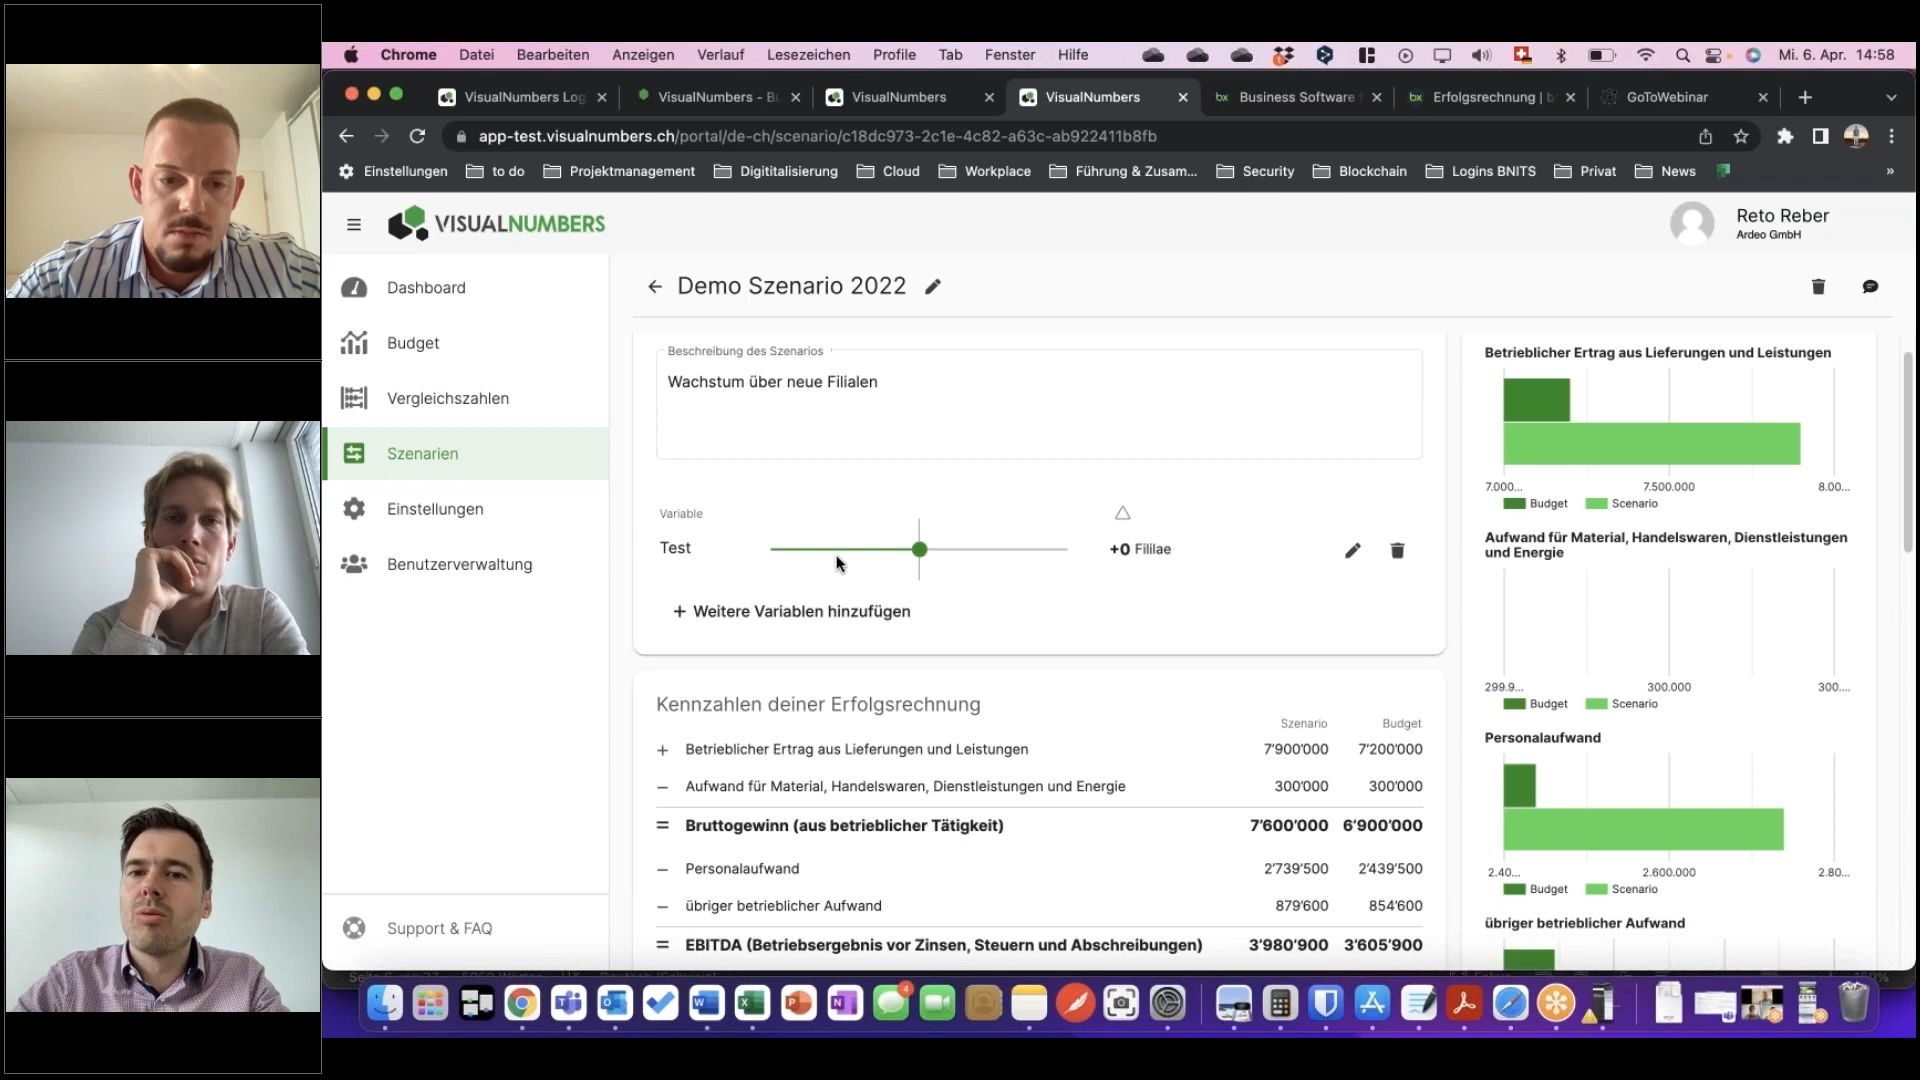 Chrome Datei Bearbeiten Anzeigen Verlauf Lesezeichen Profile Tab Fenster Hilfe Mi. 6. Apr. 14:58
VisualNumbers Log VisualNumbers - Bu VisualNumbers VisualNumbers bx Business Software f bx Erfolgsrechnung | b GoToWebinar
app-test.visualnumbers.ch/portal/de-ch/scenario/c18dc973-2c1e-4c82-a63c-ab922411b8fb
Einstellungen to do Projektmanagement Digititalisierung Cloud Workplace Führung & Zusam... Security Blockchain Logins BNITS Privat News »
VISUALNUMBERS
Reto Reber
Ardeo GmbH
Dashboard
Budget
Vergleichszahlen
Szenarien
Einstellungen
Benutzerverwaltung
Support & FAQ
Demo Szenario 2022
Beschreibung des Szenarios
Wachstum über neue Filialen
Variable
Test +0 Fililae
+ Weitere Variablen hinzufügen
Kennzahlen deiner Erfolgsrechnung
Szenario Budget
+ Betrieblicher Ertrag aus Lieferungen und Leistungen 7'900'000 7'200'000
– Aufwand für Material, Handelswaren, Dienstleistungen und Energie 300'000 300'000
= Bruttogewinn (aus betrieblicher Tätigkeit) 7'600'000 6'900'000
– Personalaufwand 2'739'500 2'439'500
– übriger betrieblicher Aufwand 879'600 854'600
= EBITDA (Betriebsergebnis vor Zinsen, Steuern und Abschreibungen) 3'980'900 3'605'900
Betrieblicher Ertrag aus Lieferungen und Leistungen
7.000... 7.500.000 8.00...
Budget Scenario
Aufwand für Material, Handelswaren, Dienstleistungen
und Energie
299.9... 300.000 300....
Budget Scenario
Personalaufwand
2.40... 2.600.000 2.80...
Budget Scenario
übriger betrieblicher Aufwand
4